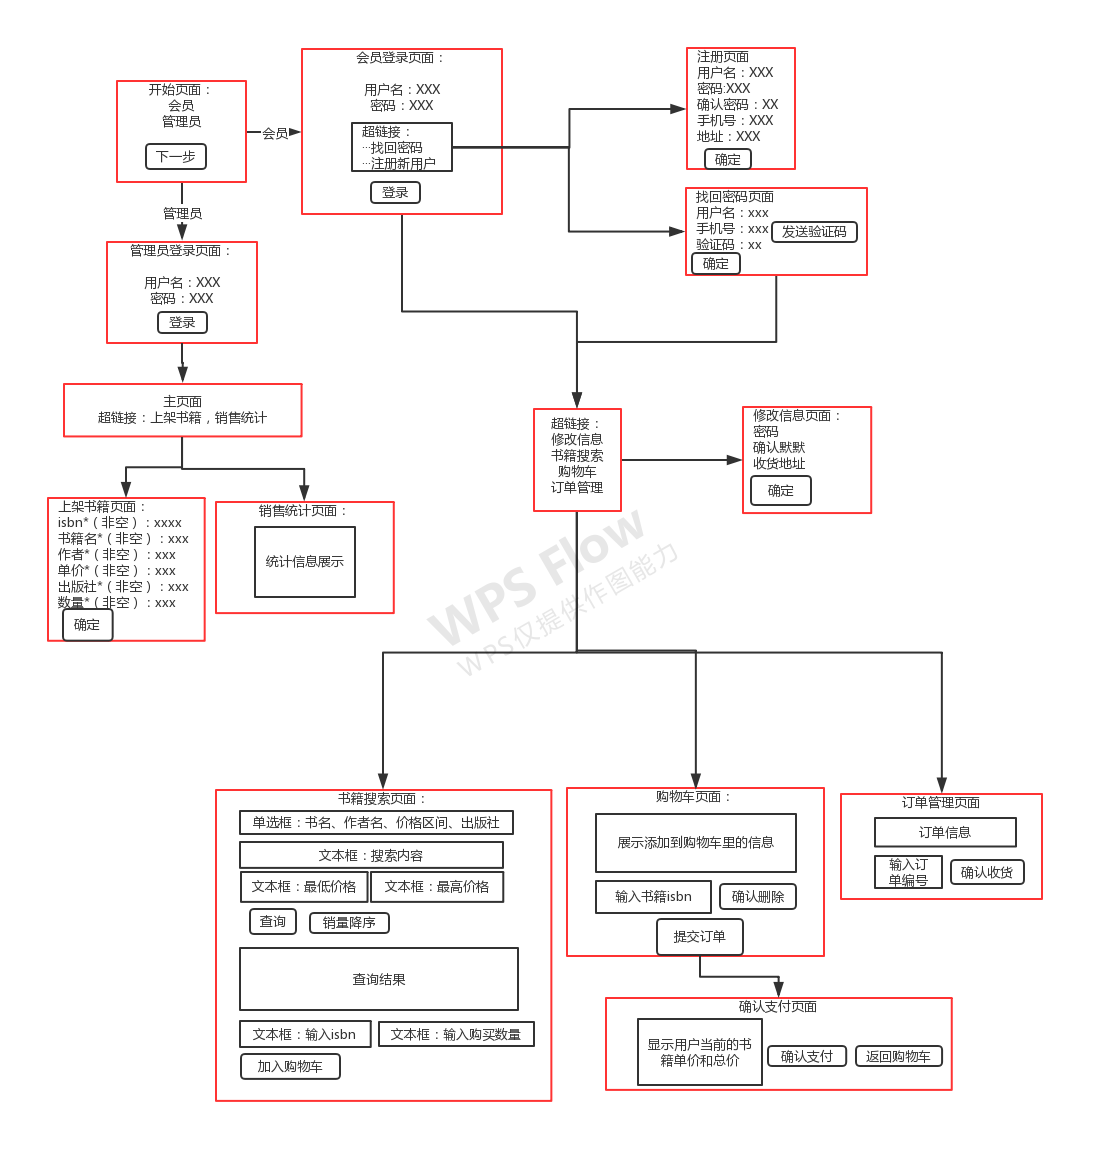 开始页面：
会员
管理员
下一步
会员
管理员
会员登录页面：
用户名：XXX
密码：XXX
超链接：
···找回密码
···注册新用户
登录
注册页面
用户名：XXX
密码:XXX
确认密码：XX
手机号：XXX
地址：XXX
确定
找回密码页面
用户名：xxx
手机号：xxx
发送验证码
验证码：xx
确定
管理员登录页面：
用户名：XXX
密码：XXX
登录
主页面
超链接：上架书籍，销售统计
上架书籍页面：
isbn*（非空）：xxxx
书籍名*（非空）：xxx
作者*（非空）：xxx
单价*（非空）：xxx
出版社*（非空）：xxx
数量*（非空）：xxx
确定
销售统计页面：
统计信息展示
超链接：
修改信息
书籍搜索
购物车
订单管理
修改信息页面：
密码
确认默默
收货地址
确定
WPS Flow
WPS仅提供作图能力
书籍搜索页面：
单选框：书名、作者名、价格区间、出版社
文本框：搜索内容
文本框：最低价格
文本框：最高价格
查询
销量降序
查询结果
文本框：输入isbn
文本框：输入购买数量
加入购物车
购物车页面：
展示添加到购物车里的信息
输入书籍isbn
确认删除
提交订单
订单管理页面
订单信息
输入订
单编号
确认收货
确认支付页面
显示用户当前的书
籍单价和总价
确认支付
返回购物车